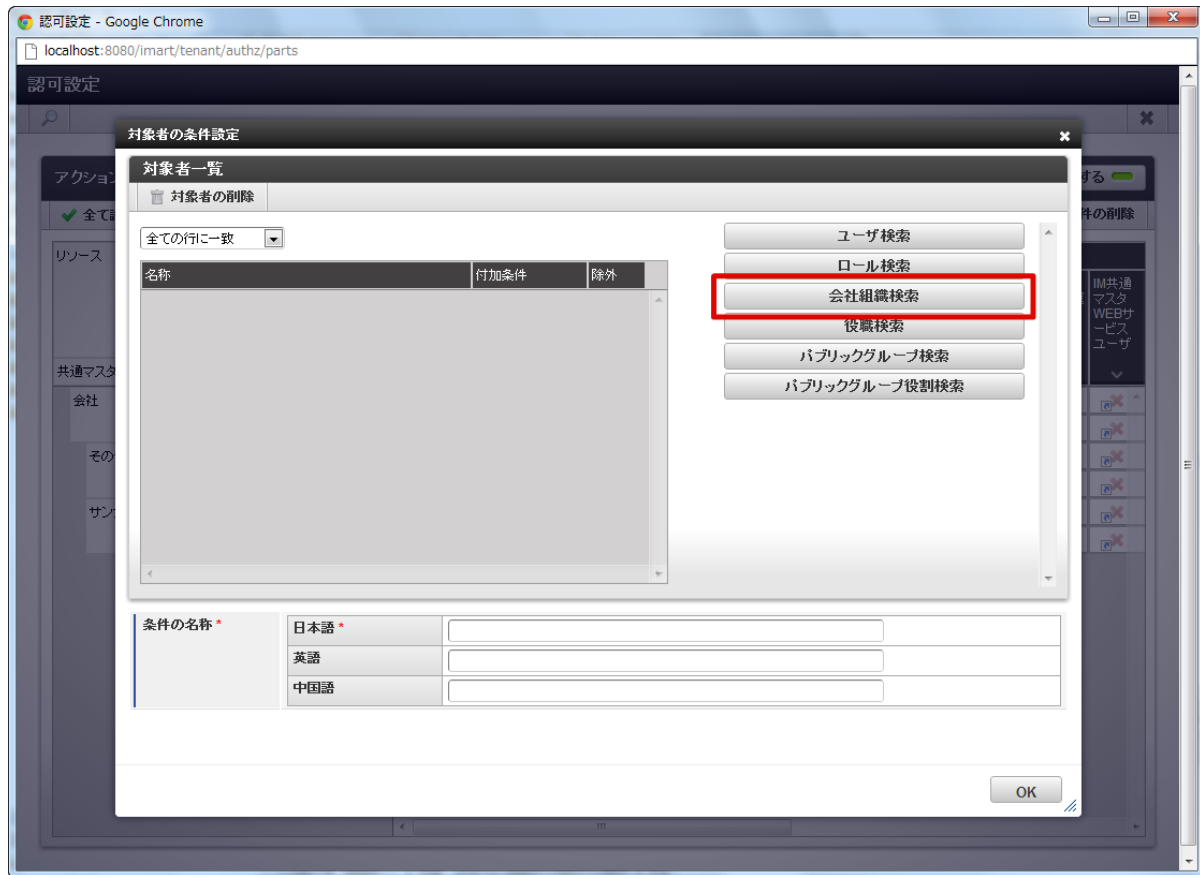 認可設定 - Google Chrome
localhost:8080/imart/tenant/authz/parts
認可設定
対象者の条件設定
アクション
対象者一覧
する
対象者の削除
全て
件の削除
全ての行に一致
ユーザ検索
リソース
名称
付加条件
除外
ロール検索
会社組織検索
役職検索
パブリックグループ検索
パブリックグループ役割検索
IM共通
マスタ
WEBサ
ービス
ユーザ
共通マスタ
会社
その
サン
条件の名称 *
日本語 *
英語
中国語
OK